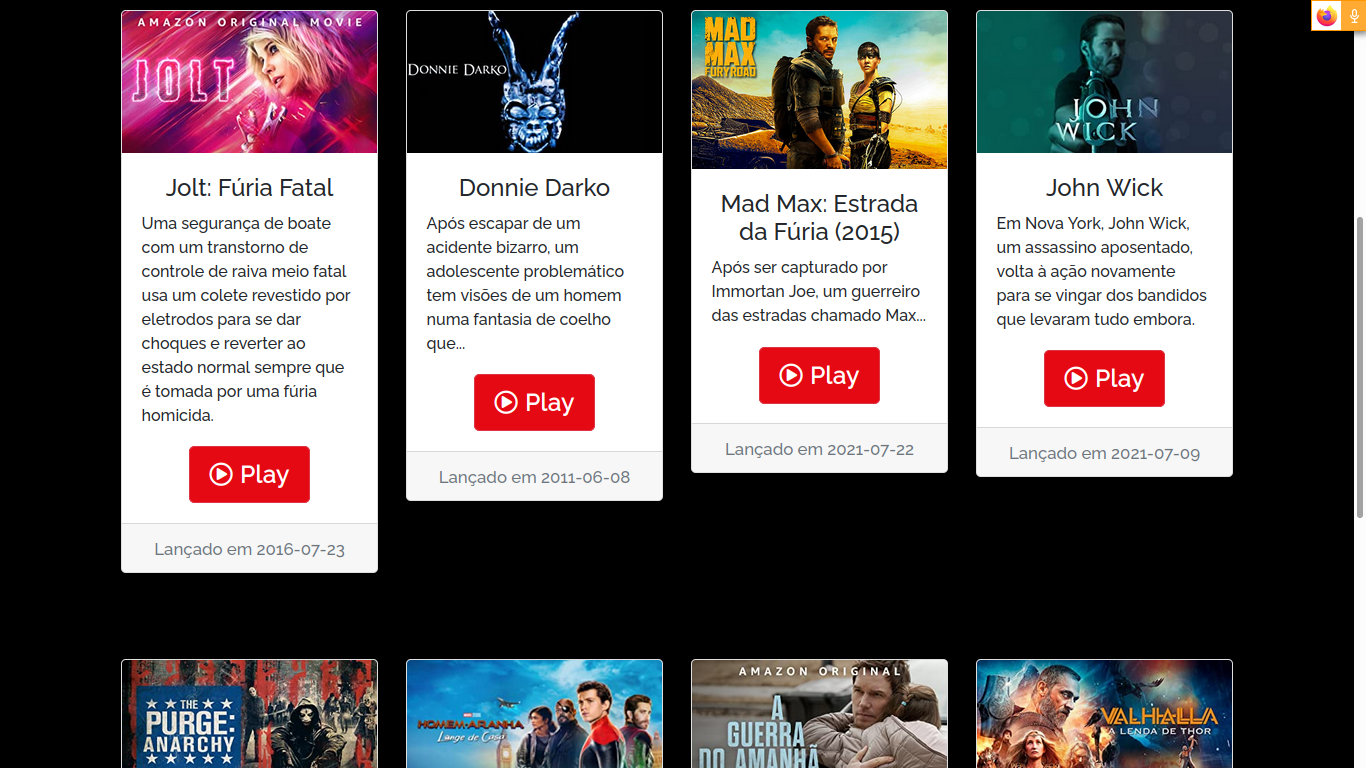 AMAZON ORIGINAL MOVIE
JOLT
Jolt: Fúria Fatal
Uma segurança de boate
com um transtorno de
controle de raiva meio fatal
usa um colete revestido por
eletrodos para se dar
choques e reverter ao
estado normal sempre que
é tomada por uma fúria
homicida.
Play
Lançado em 2016-07-23
DONNIE DARKO
Donnie Darko
Após escapar de um
acidente bizarro, um
adolescente problemático
tem visões de um homem
numa fantasia de coelho
que...
Play
Lançado em 2011-06-08
MAD
MAX
FURY ROAD
Mad Max: Estrada
da Fúria (2015)
Após ser capturado por
Immortan Joe, um guerreiro
das estradas chamado Max...
Play
Lançado em 2021-07-22
JOHN
WICK
John Wick
Em Nova York, John Wick,
um assassino aposentado,
volta à ação novamente
para se vingar dos bandidos
que levaram tudo embora.
Play
Lançado em 2021-07-09
THE
PURGE:
ANARCHY
HOMEM-ARANHA
Longe de Casa
AMAZON ORIGINAL
A
GUERRA
DO AMANHÃ
VALHALLA
A LENDA DE THOR